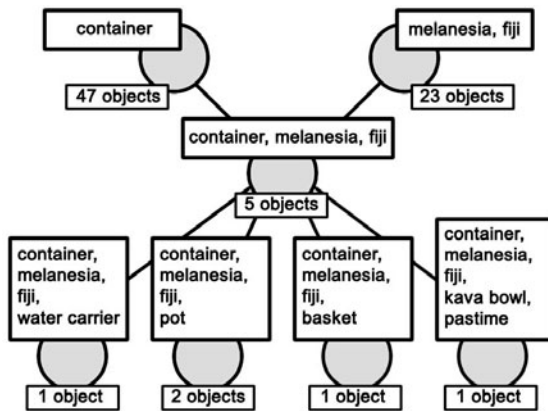 container
melanesia, fiji
47 objects
23 objects
container, melanesia, fiji
5 objects
container,
melanesia,
fiji,
water carrier
container,
melanesia,
fiji,
pot
container,
melanesia,
fiji,
basket
container,
melanesia,
fiji,
kava bowl,
pastime
1 object
2 objects
1 object
1 object